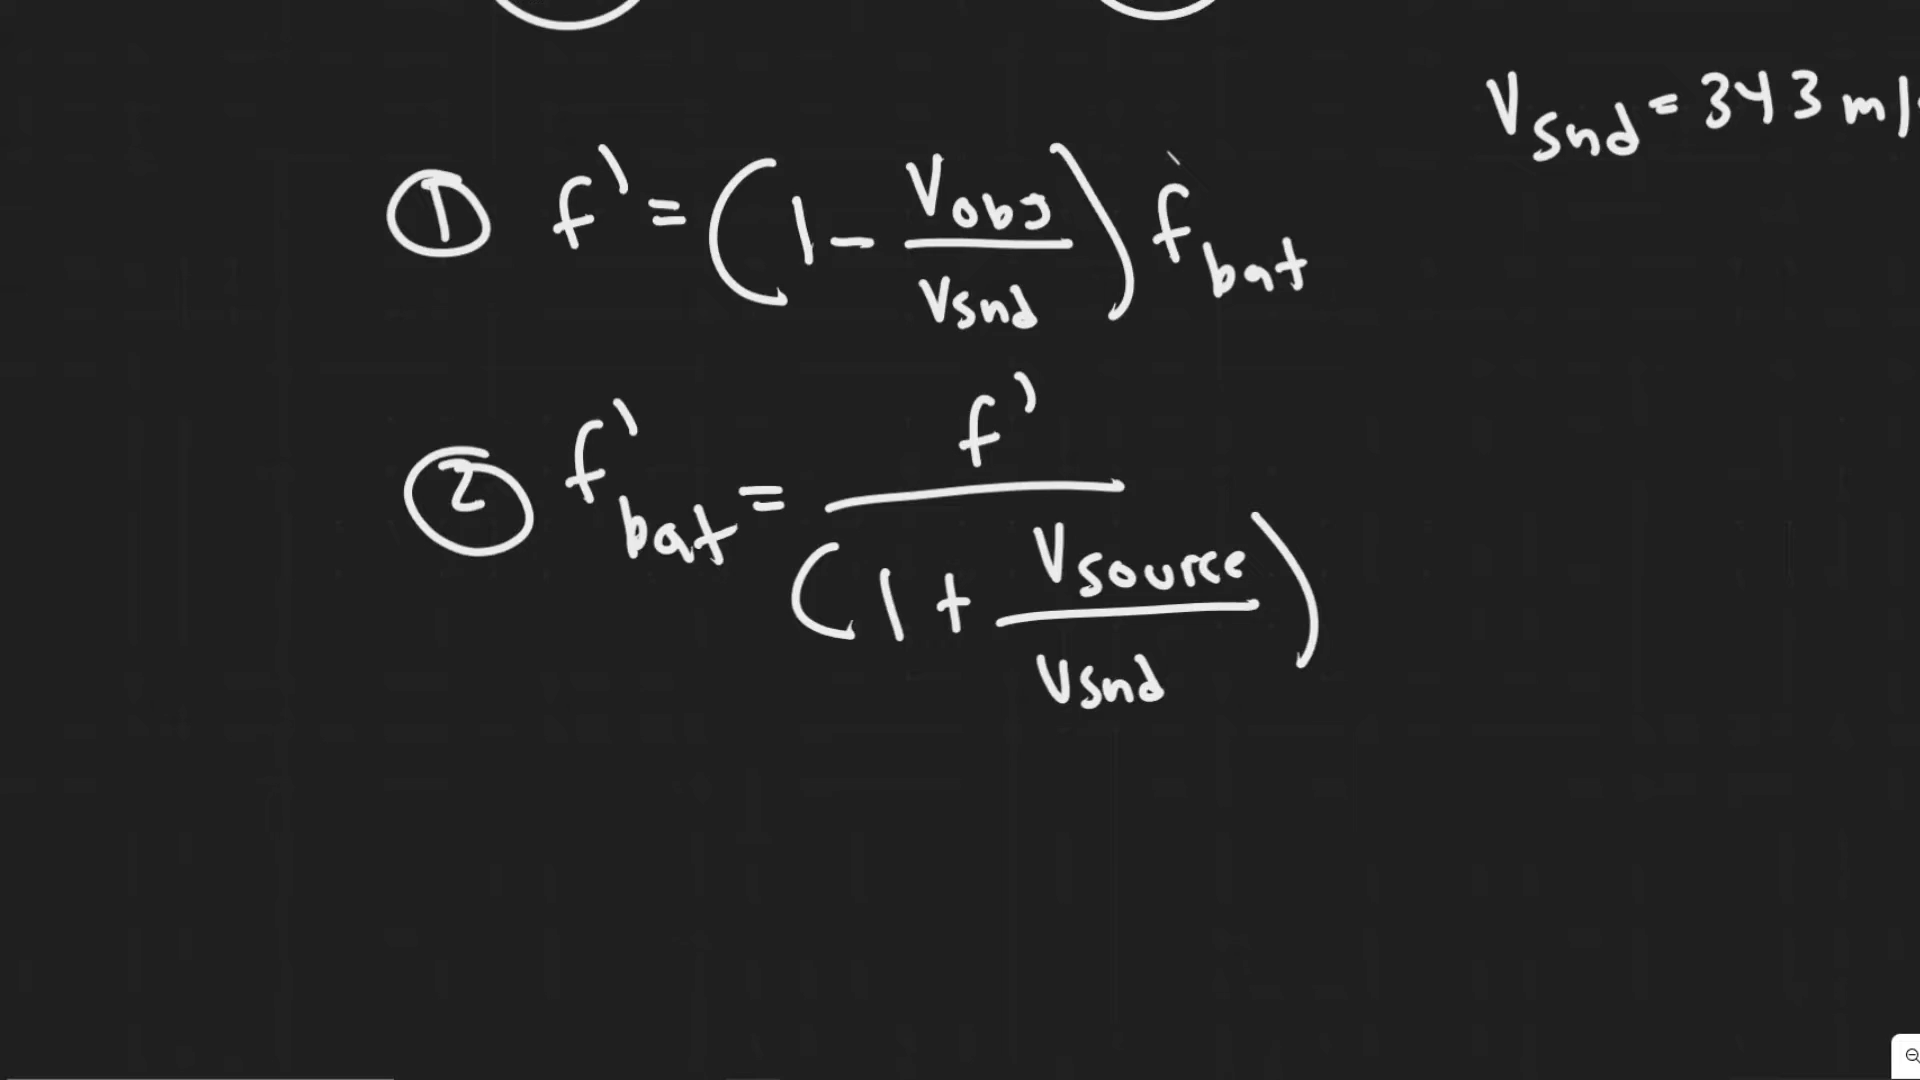 V_snd = 343 m/
① f' = (1 - V_obs / V_snd) f_bat
② f'_bat = f' / (1 + V_source / V_snd)